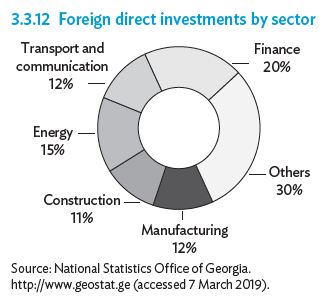 3.3.12 Foreign direct investments by sector
Transport and
communication
12%
Finance
20%
Energy
15%
Others
30%
Construction
11%
Manufacturing
12%
Source: National Statistics Office of Georgia.
http://www.geostat.ge (accessed 7 March 2019).